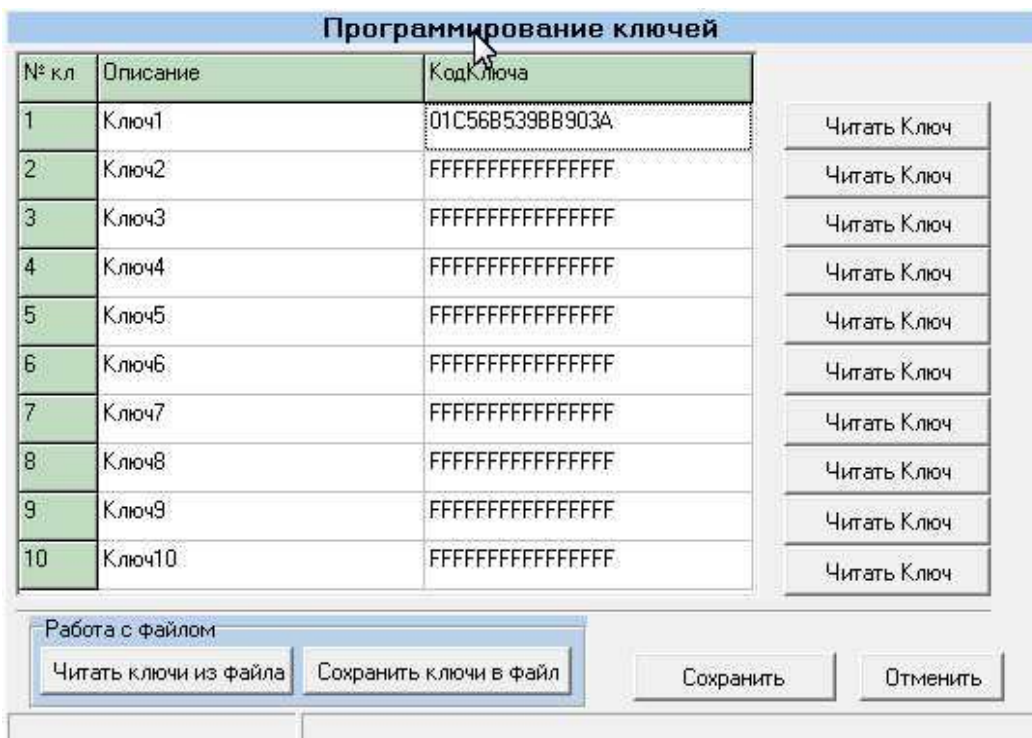 Программирование ключей
№ кл Описание КодКлюча
1 Ключ1 01C56B539BB903A Читать Ключ
2 Ключ2 FFFFFFFFFFFFFFFF Читать Ключ
3 Ключ3 FFFFFFFFFFFFFFFF Читать Ключ
4 Ключ4 FFFFFFFFFFFFFFFF Читать Ключ
5 Ключ5 FFFFFFFFFFFFFFFF Читать Ключ
6 Ключ6 FFFFFFFFFFFFFFFF Читать Ключ
7 Ключ7 FFFFFFFFFFFFFFFF Читать Ключ
8 Ключ8 FFFFFFFFFFFFFFFF Читать Ключ
9 Ключ9 FFFFFFFFFFFFFFFF Читать Ключ
10 Ключ10 FFFFFFFFFFFFFFFF Читать Ключ
Работа с файлом
Читать ключи из файла Сохранить ключи в файл Сохранить Отменить